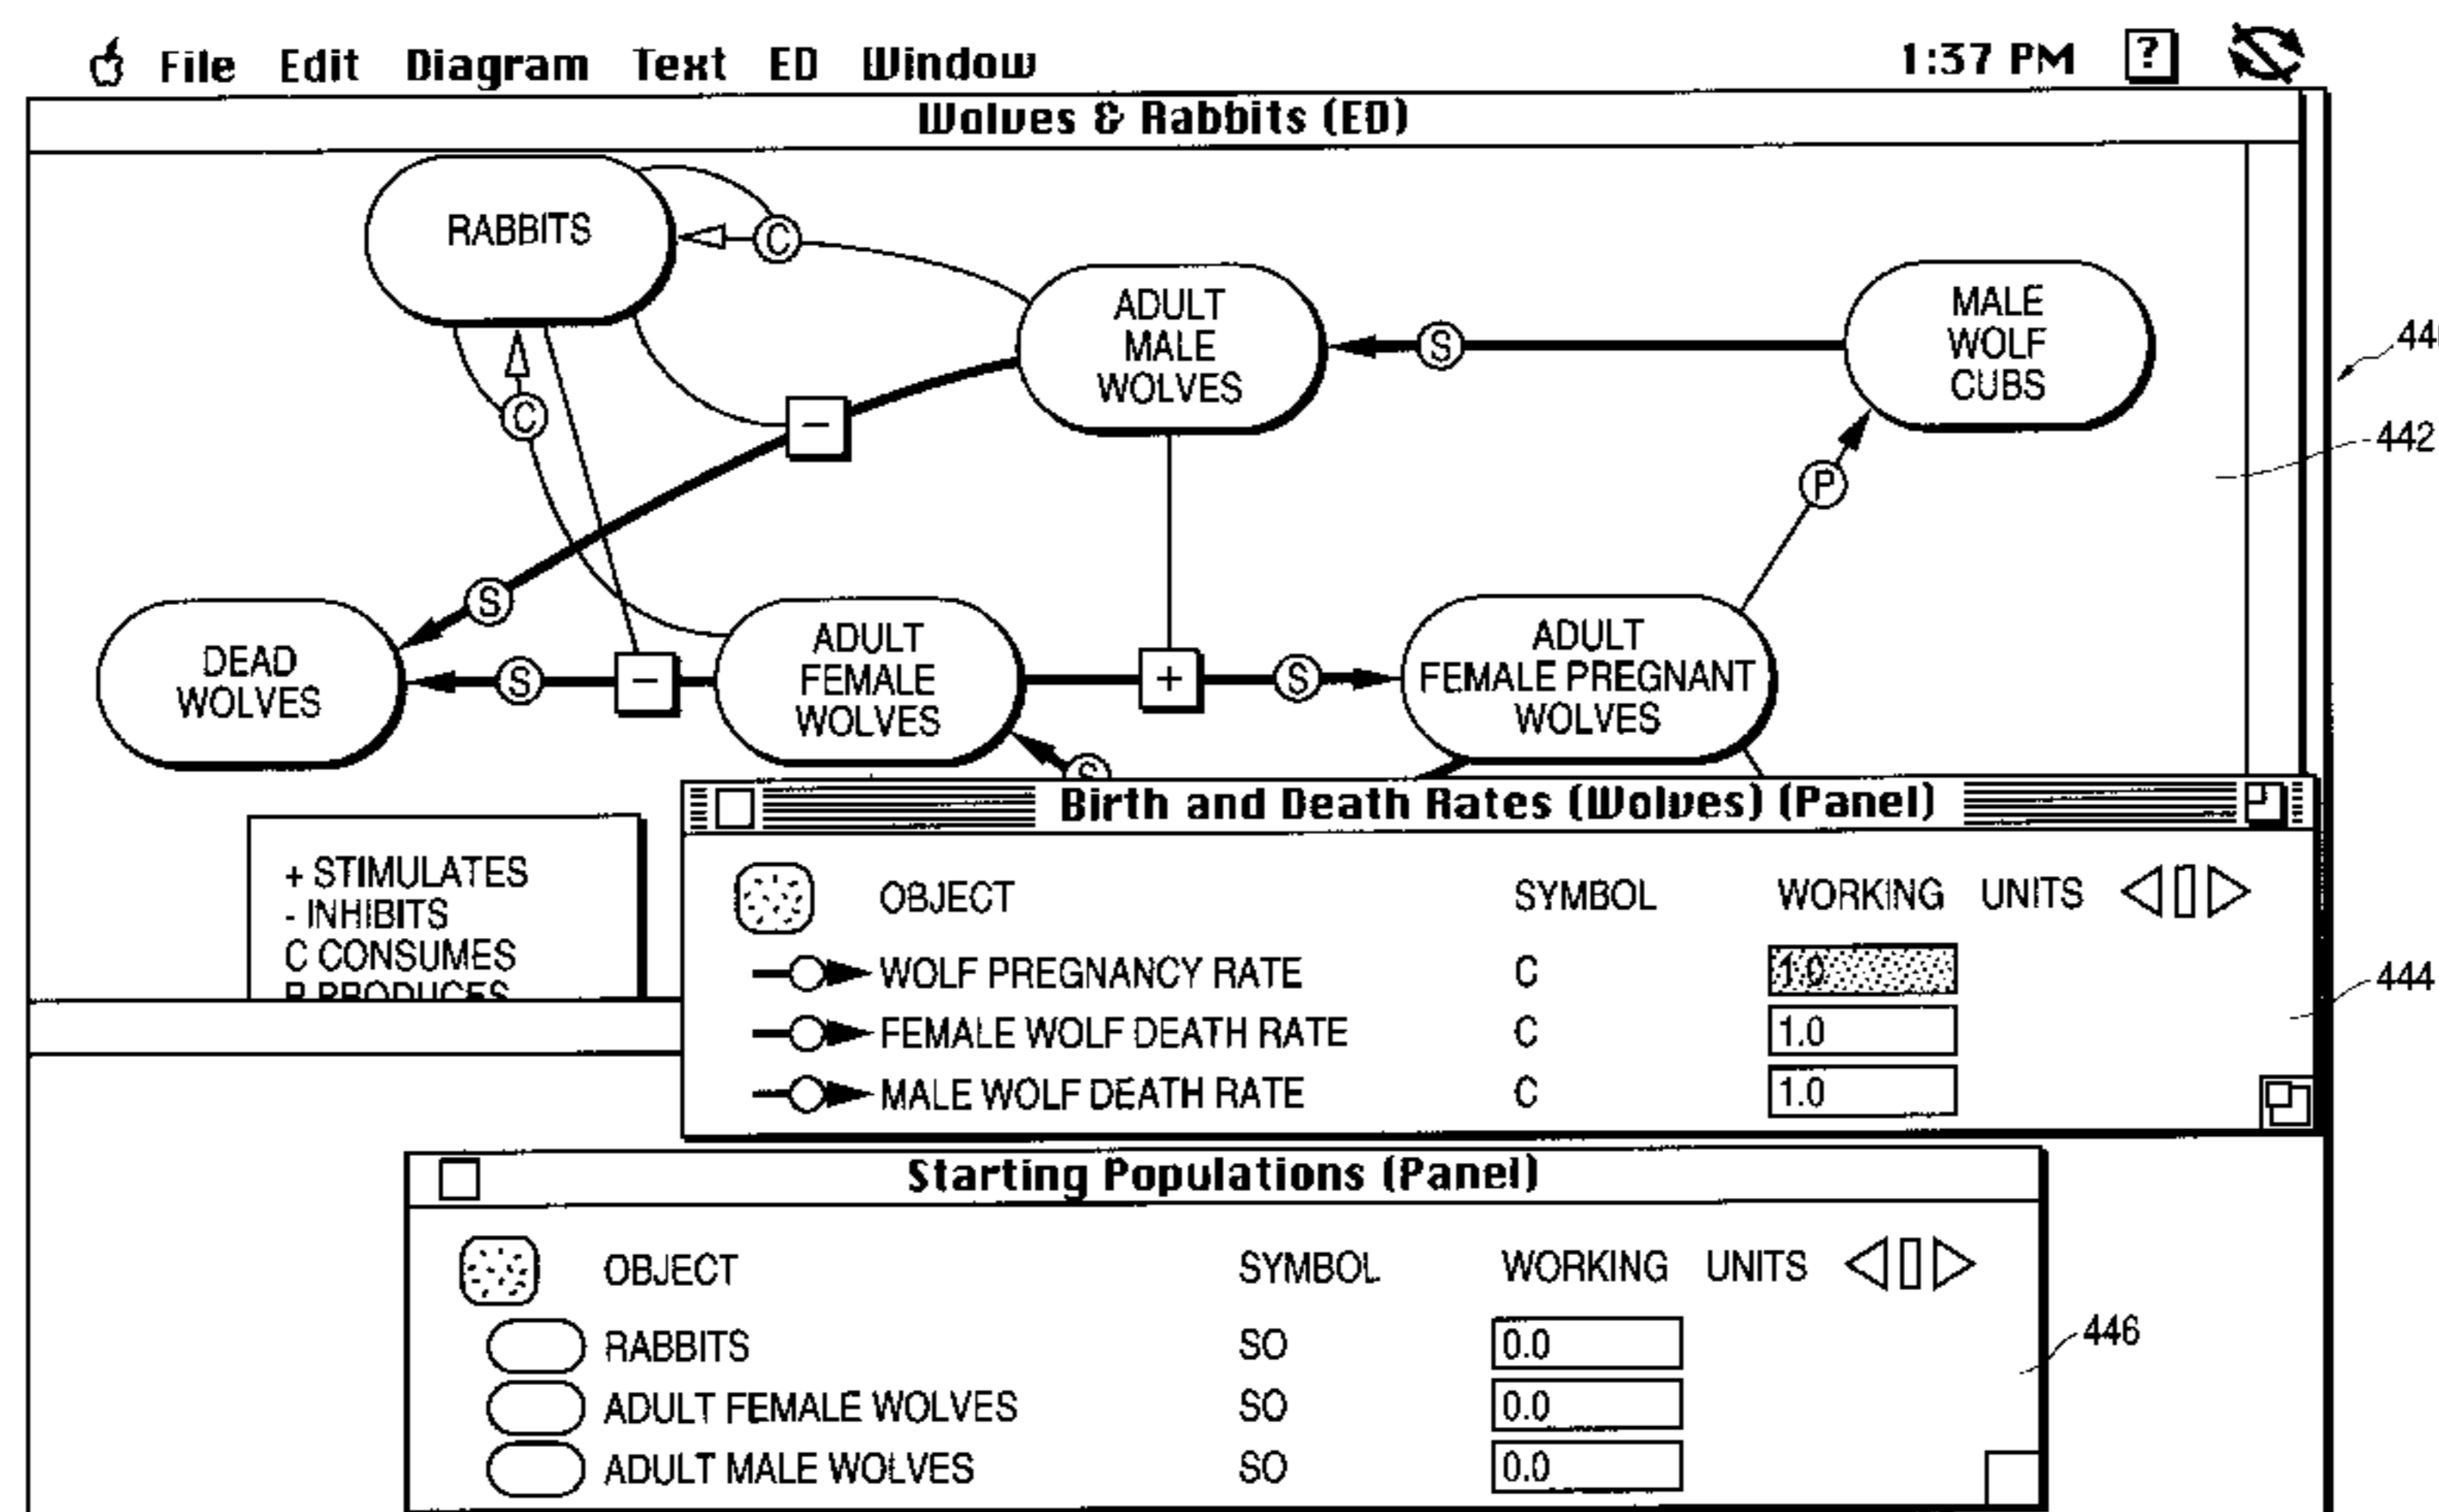 File Edit Diagram Text ED Window 1:37 PM ?
Wolves & Rabbits (ED)
RABBITS
C
ADULT
MALE
WOLVES
S
MALE
WOLF
CUBS
442
C
−
P
S
DEAD
WOLVES
S
−
ADULT
FEMALE
WOLVES
+
S
ADULT
FEMALE PREGNANT
WOLVES
S
+ STIMULATES
- INHIBITS
C CONSUMES
P PRODUCES
Birth and Death Rates (Wolves) (Panel)
OBJECT SYMBOL WORKING UNITS
WOLF PREGNANCY RATE C 1.0
FEMALE WOLF DEATH RATE C 1.0
MALE WOLF DEATH RATE C 1.0
444
Starting Populations (Panel)
OBJECT SYMBOL WORKING UNITS
RABBITS SO 0.0
ADULT FEMALE WOLVES SO 0.0
ADULT MALE WOLVES SO 0.0
446